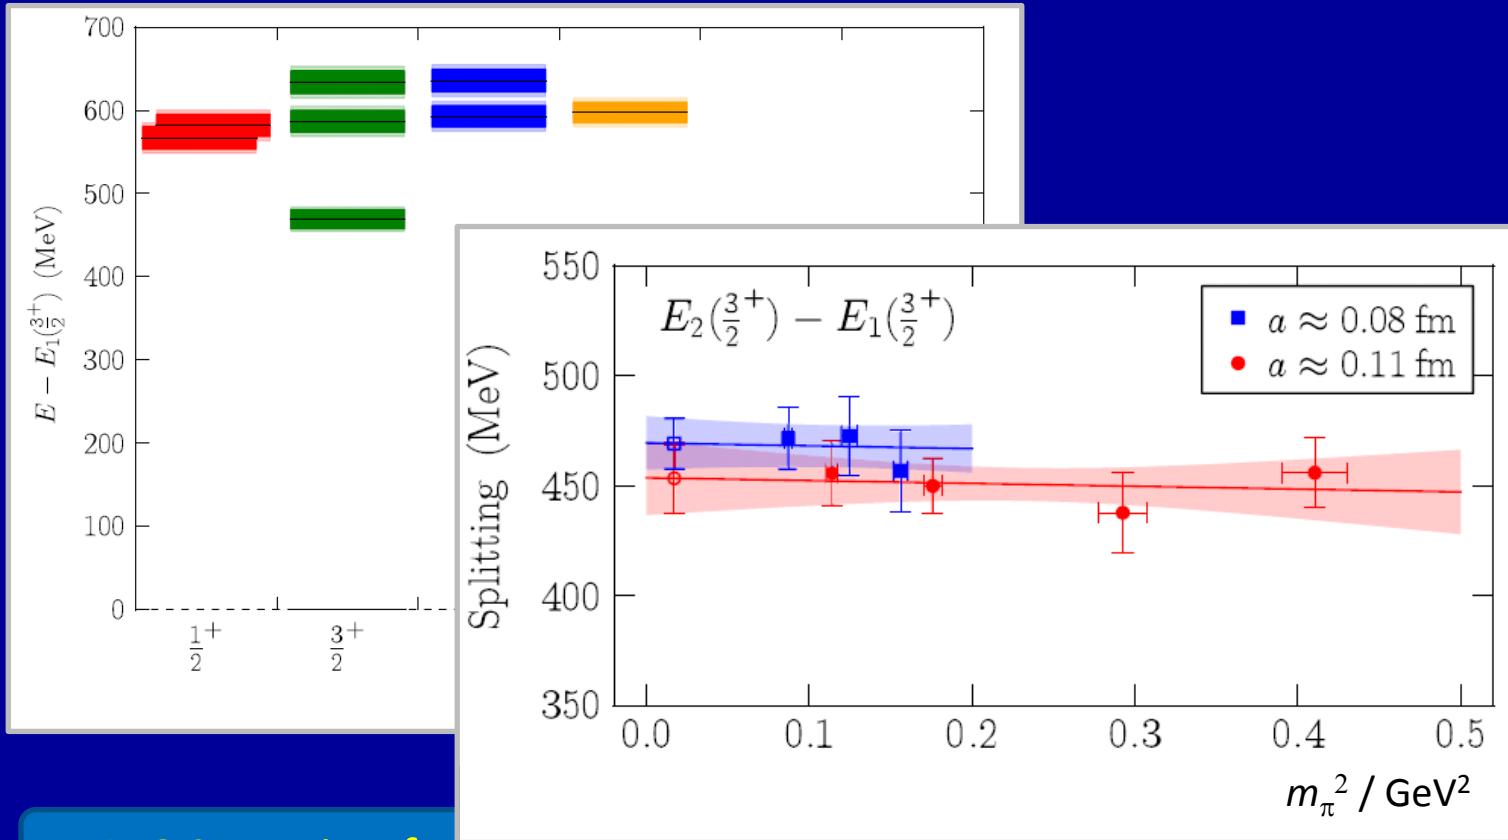 700
600
500
400
300
200
100
0
E − E₁(3/2⁺) (MeV)
1/2⁺
3/2⁺
550
500
450
400
350
Splitting (MeV)
E₂(3/2⁺) − E₁(3/2⁺)
a ≈ 0.08 fm
a ≈ 0.11 fm
0.0 0.1 0.2 0.3 0.4 0.5
mπ² / GeV²